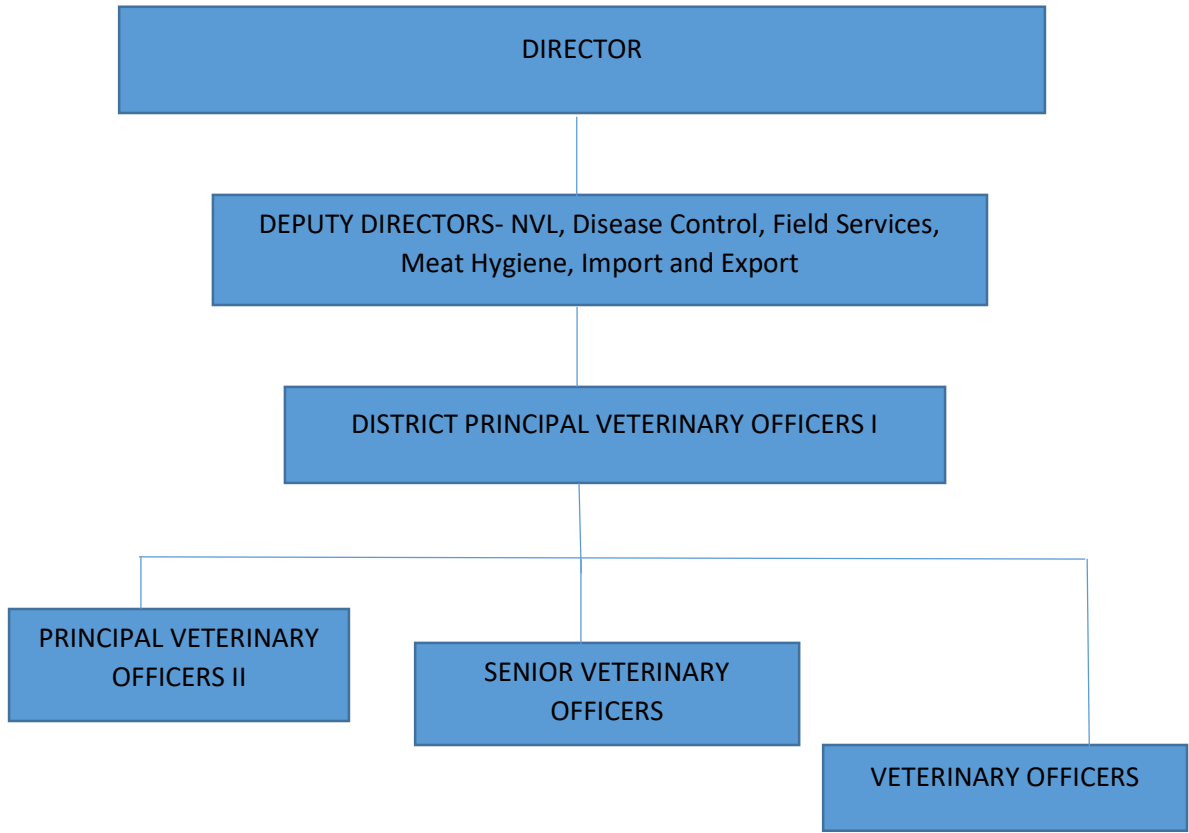 DIRECTOR
DEPUTY DIRECTORS- NVL, Disease Control, Field Services,
Meat Hygiene, Import and Export
DISTRICT PRINCIPAL VETERINARY OFFICERS I
PRINCIPAL VETERINARY
OFFICERS II
SENIOR VETERINARY
OFFICERS
VETERINARY OFFICERS